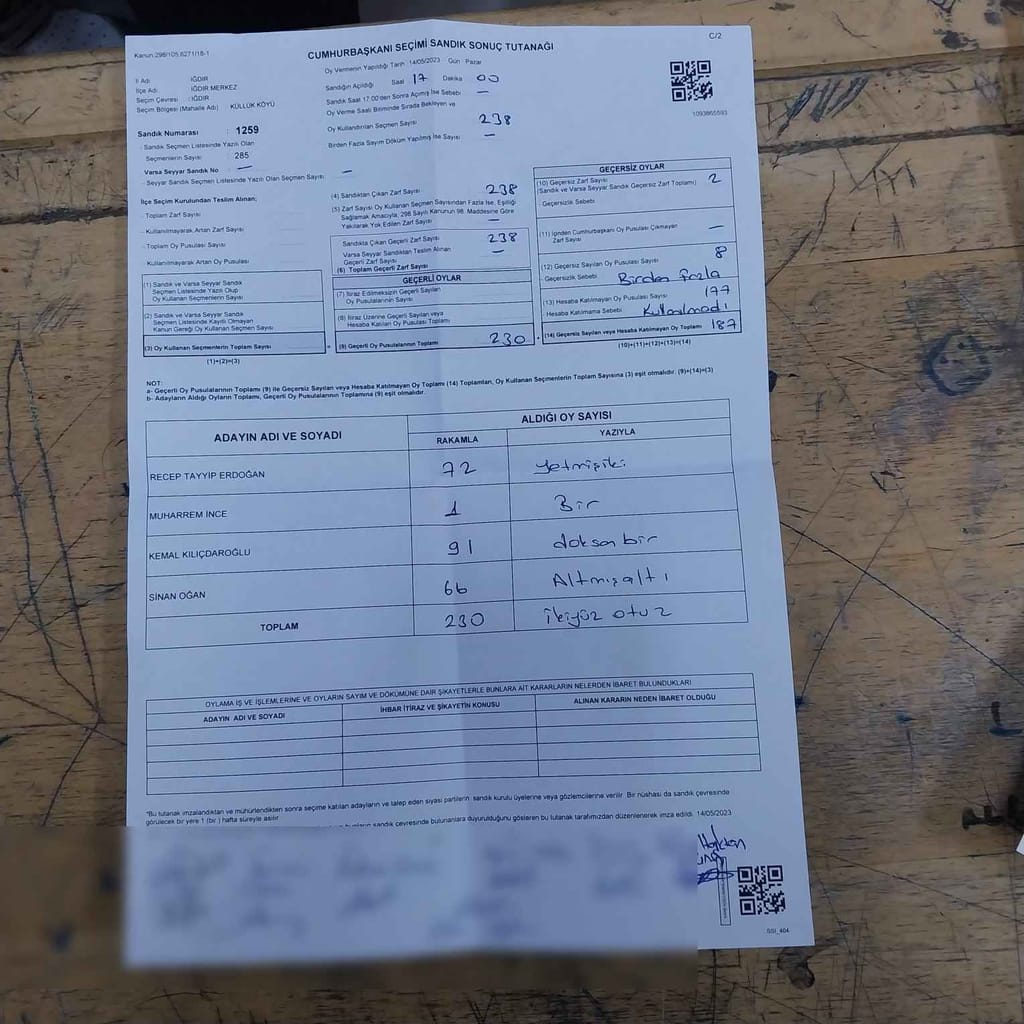 Kanun 298/105 6271/18-1
CUMHURBAŞKANI SEÇİMİ SANDIK SONUÇ TUTANAĞI
C/2
İl Adı : IĞDIR
İlçe Adı : IĞDIR MERKEZ
Seçim Çevresi : IĞDIR
Seçim Bölgesi (Mahalle Adı) KÜLLÜK KÖYÜ
Sandık Numarası : 1259
Sandık Seçmen Listesinde Yazılı Olan
Seçmenlerin Sayısı : 285
Varsa Seyyar Sandık No : —
Seyyar Sandık Seçmen Listesinde Yazılı Olan Seçmen Sayısı : —
İlçe Seçim Kurulundan Teslim Alınan;
Toplam Zarf Sayısı
Kullanılmayarak Artan Zarf Sayısı
Toplam Oy Pusulası Sayısı
Kullanılmayarak Artan Oy Pusulası
(1) Sandık ve Varsa Seyyar Sandık
Seçmen Listesinde Yazılı Olup
Oy Kullanan Seçmenlerin Sayısı
(2) Sandık ve Varsa Seyyar Sandık
Seçmen Listesinde Kayıtlı Olmayan
Kanun Gereği Oy Kullanan Seçmen Sayısı
(3) Oy Kullanan Seçmenlerin Toplam Sayısı
(1)+(2)=(3)
Oy Vermenin Yapıldığı Tarih 14/05/2023 Gün : Pazar
Sandığın Açıldığı Saat 17 Dakika 00
Sandık Saat 17:00'den Sonra Açılmış İse Sebebi —
Oy Verme Saati Bitiminde Sırada Bekleyen ve
Oy Kullandırılan Seçmen Sayısı 238
Birden Fazla Sayım Döküm Yapılmış İse Sayısı —
(4) Sandıktan Çıkan Zarf Sayısı 238
(5) Zarf Sayısı Oy Kullanan Seçmen Sayısından Fazla İse, Eşitliği
Sağlamak Amacıyla, 298 Sayılı Kanunun 98. Maddesine Göre
Yakılarak Yok Edilen Zarf Sayısı —
Sandıkta Çıkan Geçerli Zarf Sayısı 238
Varsa Seyyar Sandıktan Teslim Alınan
Geçerli Zarf Sayısı —
(6) Toplam Geçerli Zarf Sayısı
GEÇERLİ OYLAR
(7) İtiraz Edilmeksizin Geçerli Sayılan
Oy Pusulalarının Sayısı
(8) İtiraz Üzerine Geçerli Sayılan veya
Hesaba Katılan Oy Pusulaları Toplamı
= (9) Geçerli Oy Pusulalarının Toplamı 230 +
1093865593
GEÇERSİZ OYLAR
(10) Geçersiz Zarf Sayısı 2
(Sandık ve Varsa Seyyar Sandık Geçersiz Zarf Toplamı)
Geçersizlik Sebebi
(11) İçinden Cumhurbaşkanı Oy Pusulası Çıkmayan
Zarf Sayısı —
(12) Geçersiz Sayılan Oy Pusulası Sayısı 8
Geçersizlik Sebebi Birden fazla
(13) Hesaba Katılmayan Oy Pusulası Sayısı 177
Hesaba Katılmama Sebebi Kullanılmadı
(14) Geçersiz Sayılan veya Hesaba Katılmayan Oy Toplamı 187
(10)+(11)+(12)+(13)=(14)
NOT:
a- Geçerli Oy Pusulalarının Toplamı (9) ile Geçersiz Sayılan veya Hesaba Katılmayan Oy Toplamı (14) Toplamları, Oy Kullanan Seçmenlerin Toplam Sayısına (3) eşit olmalıdır. (9)+(14)=(3)
b- Adayların Aldığı Oyların Toplamı, Geçerli Oy Pusulalarının Toplamına (9) eşit olmalıdır.
ADAYIN ADI VE SOYADI ALDIĞI OY SAYISI
RAKAMLA YAZIYLA
RECEP TAYYİP ERDOĞAN 72 yetmişiki
MUHARREM İNCE 1 Bir
KEMAL KILIÇDAROĞLU 91 doksan bir
SİNAN OĞAN 66 Altmışaltı
TOPLAM 230 ikiyüz otuz
OYLAMA İŞ VE İŞLEMLERİNE VE OYLARIN SAYIM VE DÖKÜMÜNE DAİR ŞİKAYETLERLE BUNLARA AİT KARARLARIN NELERDEN İBARET BULUNDUKLARI
ADAYIN ADI VE SOYADI İHBAR İTİRAZ VE ŞİKAYETİN KONUSU ALINAN KARARIN NEDEN İBARET OLDUĞU
*Bu tutanak imzalandıktan ve mühürlendikten sonra seçime katılan adayların ve talep eden siyasi partilerin sandık kurulu üyelerine veya gözlemcilerine verilir. Bir nüshası da sandık çevresinde
görülecek bir yere 1 (bir) hafta süreyle asılır.
sandık çevresinde bulunanlara duyurulduğunu gösteren bu tutanak tarafımızdan düzenlenerek imza edildi. 14/05/2023
SSI_404